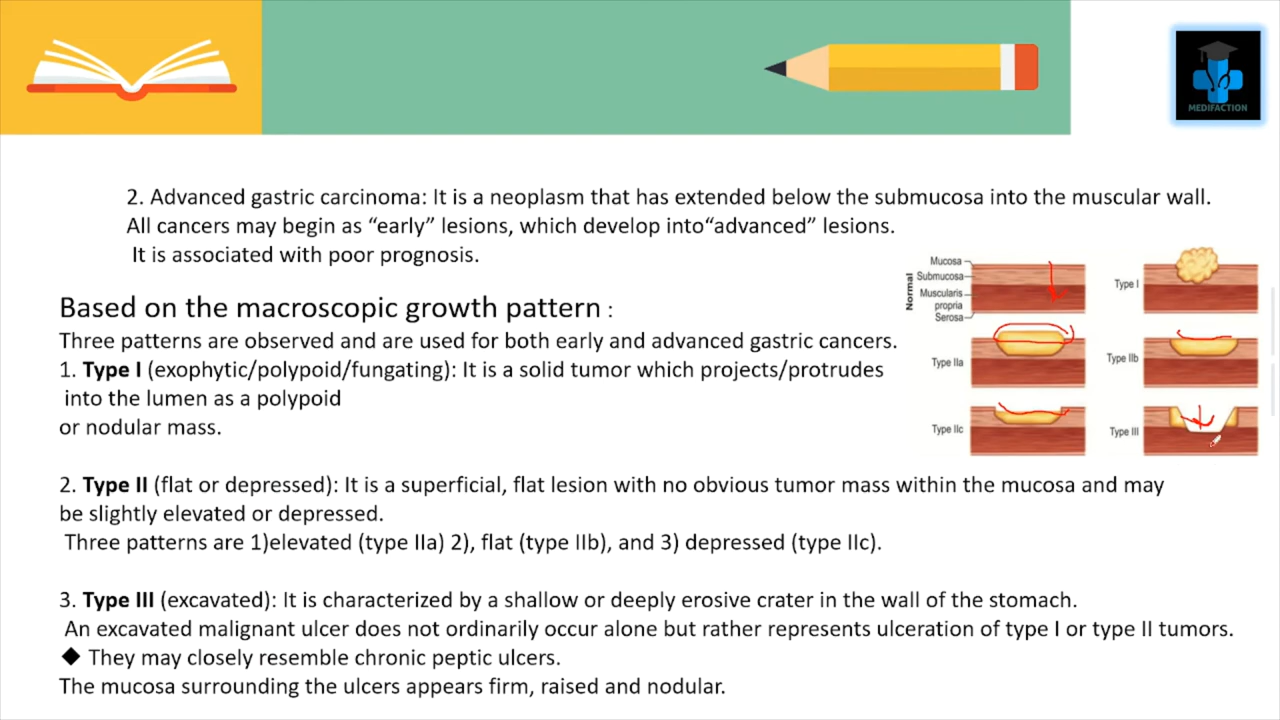 MEDIFACTION
2. Advanced gastric carcinoma: It is a neoplasm that has extended below the submucosa into the muscular wall.
All cancers may begin as “early” lesions, which develop into“advanced” lesions.
It is associated with poor prognosis.
Based on the macroscopic growth pattern :
Three patterns are observed and are used for both early and advanced gastric cancers.
1. Type I (exophytic/polypoid/fungating): It is a solid tumor which projects/protrudes
into the lumen as a polypoid
or nodular mass.
Normal
Mucosa
Submucosa
Muscularis
propria
Serosa
Type I
Type IIa
Type IIb
Type IIc
Type III
2. Type II (flat or depressed): It is a superficial, flat lesion with no obvious tumor mass within the mucosa and may
be slightly elevated or depressed.
Three patterns are 1)elevated (type IIa) 2), flat (type IIb), and 3) depressed (type IIc).
3. Type III (excavated): It is characterized by a shallow or deeply erosive crater in the wall of the stomach.
An excavated malignant ulcer does not ordinarily occur alone but rather represents ulceration of type I or type II tumors.
◆ They may closely resemble chronic peptic ulcers.
The mucosa surrounding the ulcers appears firm, raised and nodular.